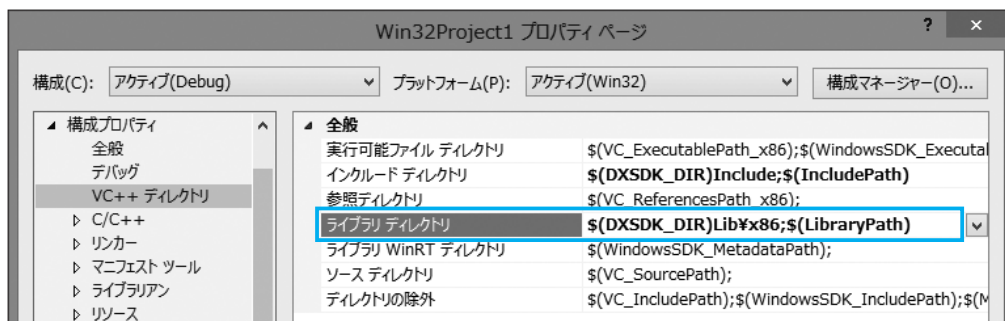 Win32Project1 プロパティ ページ
? ×
構成(C): アクティブ(Debug) プラットフォーム(P): アクティブ(Win32) 構成マネージャー(O)...
構成プロパティ
全般
デバッグ
VC++ ディレクトリ
C/C++
リンカー
マニフェスト ツール
ライブラリアン
リソース
全般
実行可能ファイル ディレクトリ $(VC_ExecutablePath_x86);$(WindowsSDK_Executal
インクルード ディレクトリ $(DXSDK_DIR)Include;$(IncludePath)
参照ディレクトリ $(VC_ReferencesPath_x86);
ライブラリ ディレクトリ $(DXSDK_DIR)Lib¥x86;$(LibraryPath)
ライブラリ WinRT ディレクトリ $(WindowsSDK_MetadataPath);
ソース ディレクトリ $(VC_SourcePath);
ディレクトリの除外 $(VC_IncludePath);$(WindowsSDK_IncludePath);$(M